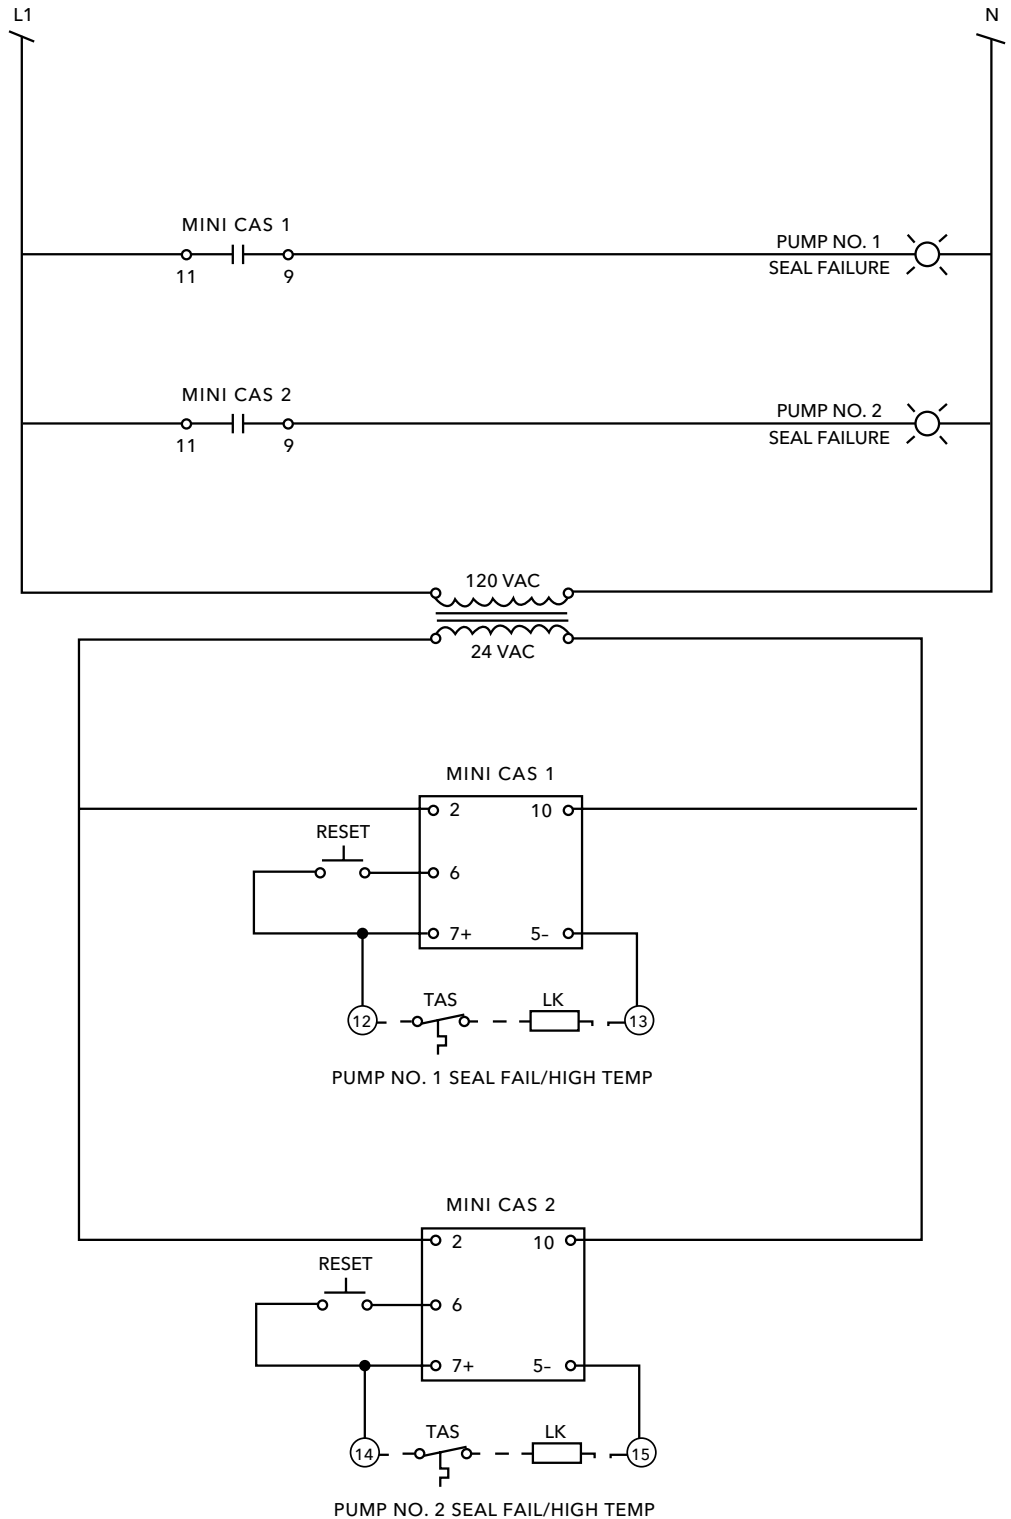 L1
N
MINI CAS 1
11
9
PUMP NO. 1
SEAL FAILURE
MINI CAS 2
11
9
PUMP NO. 2
SEAL FAILURE
120 VAC
24 VAC
MINI CAS 1
2
10
RESET
6
7+
5–
12
TAS
LK
13
PUMP NO. 1 SEAL FAIL/HIGH TEMP
MINI CAS 2
2
10
RESET
6
7+
5–
14
TAS
LK
15
PUMP NO. 2 SEAL FAIL/HIGH TEMP